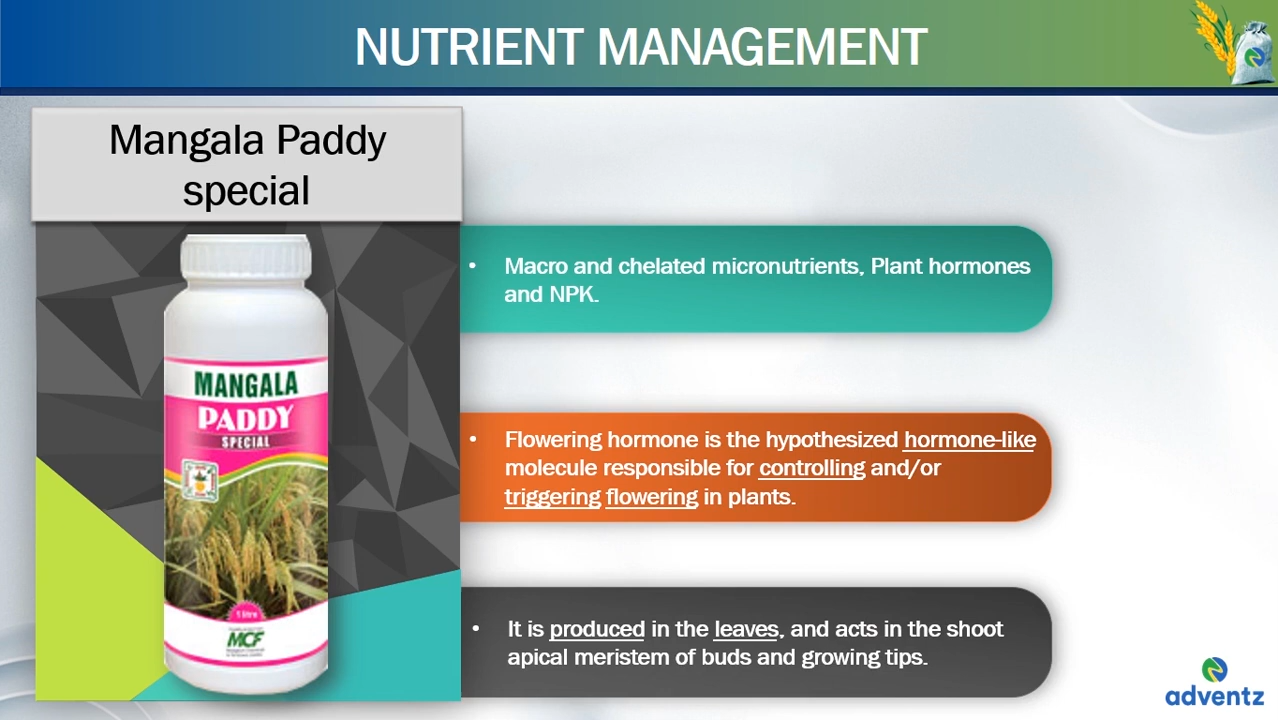 NUTRIENT MANAGEMENT
Mangala Paddy
special
MANGALA
PADDY
SPECIAL
1 litre
MCF
• Macro and chelated micronutrients, Plant hormones
and NPK.
• Flowering hormone is the hypothesized hormone-like
molecule responsible for controlling and/or
triggering flowering in plants.
• It is produced in the leaves, and acts in the shoot
apical meristem of buds and growing tips.
adventz